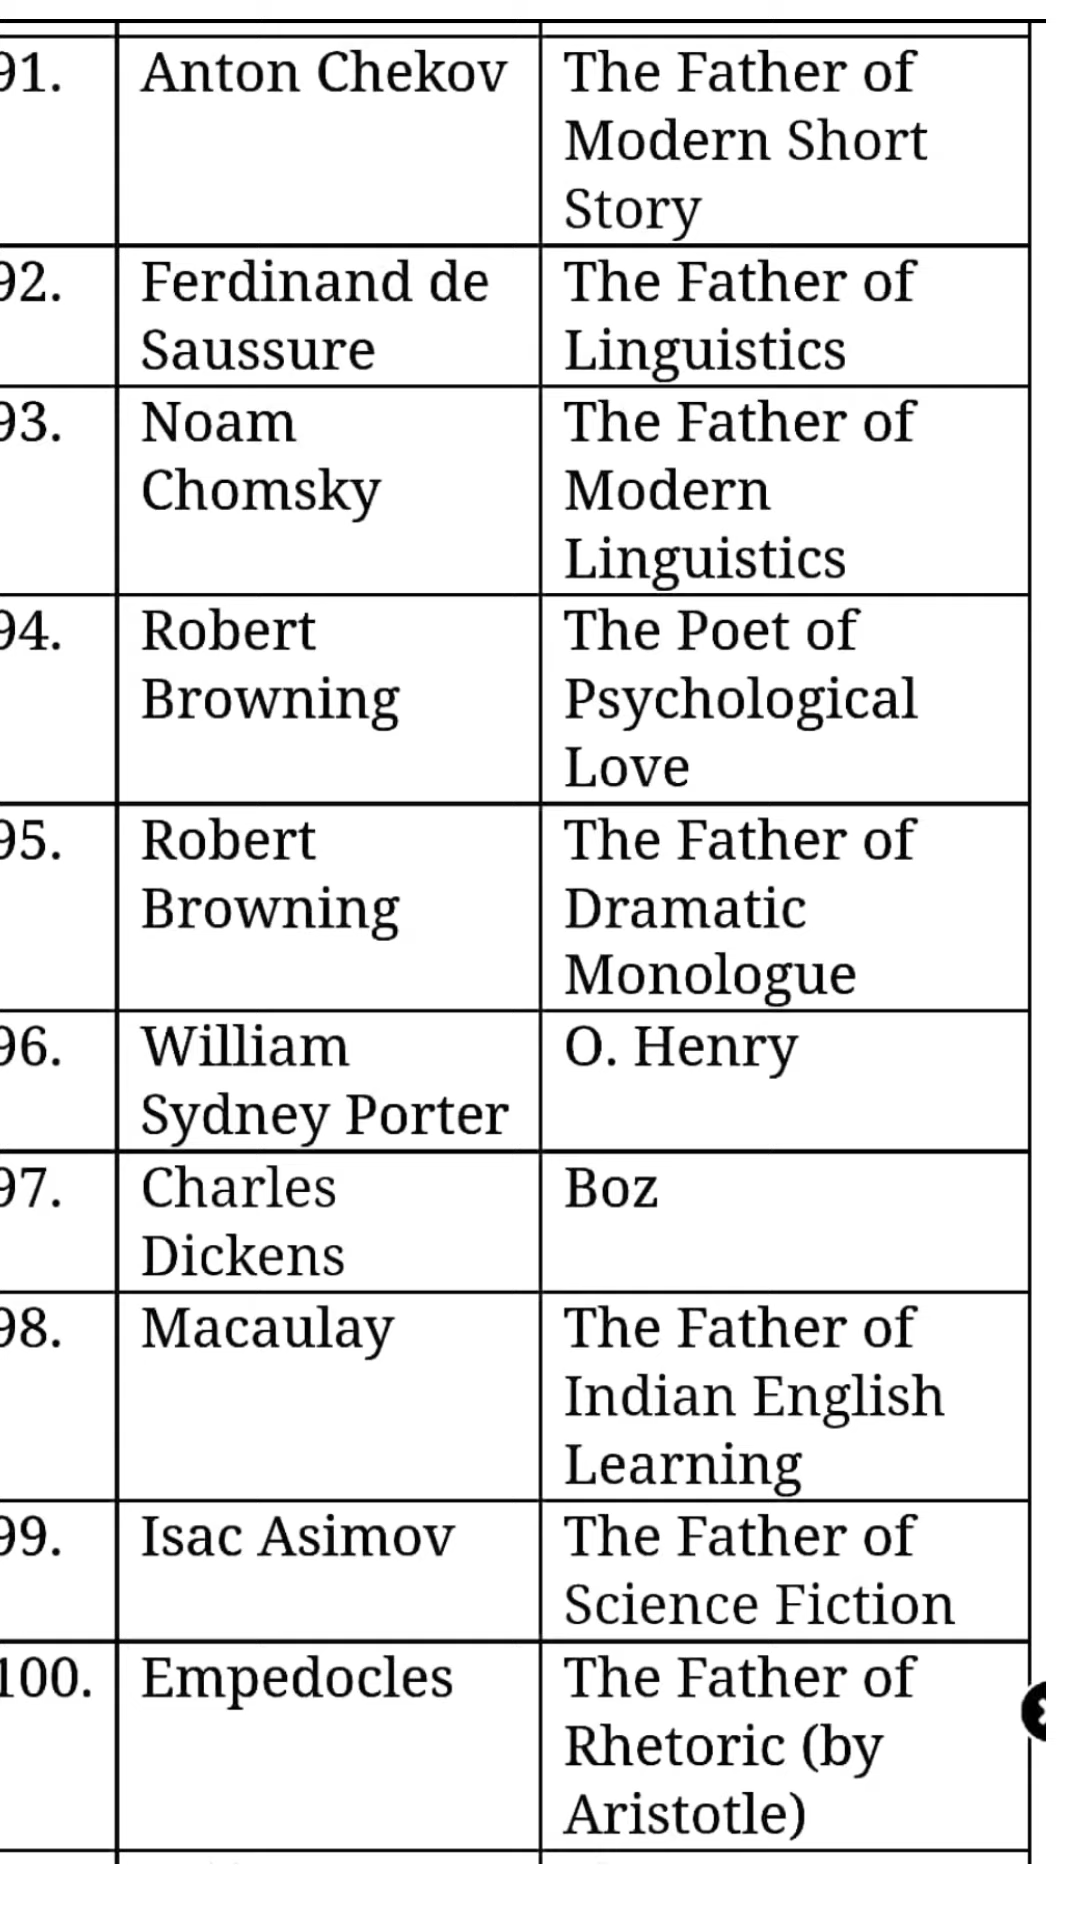 91.
Anton Chekov
The Father of
Modern Short
Story
92.
Ferdinand de
Saussure
The Father of
Linguistics
93.
Noam
Chomsky
The Father of
Modern
Linguistics
94.
Robert
Browning
The Poet of
Psychological
Love
95.
Robert
Browning
The Father of
Dramatic
Monologue
96.
William
Sydney Porter
O. Henry
97.
Charles
Dickens
Boz
98.
Macaulay
The Father of
Indian English
Learning
99.
Isac Asimov
The Father of
Science Fiction
100.
Empedocles
The Father of
Rhetoric (by
Aristotle)